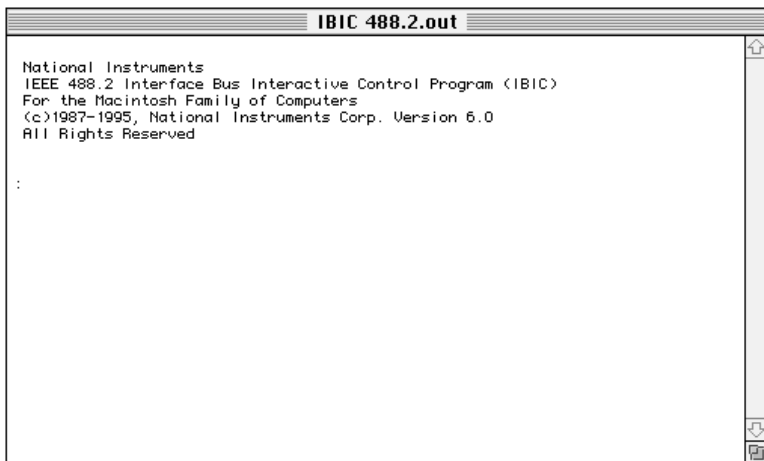 IBIC 488.2.out
National Instruments
IEEE 488.2 Interface Bus Interactive Control Program (IBIC)
For the Macintosh Family of Computers
(c)1987-1995, National Instruments Corp. Version 6.0
All Rights Reserved
: